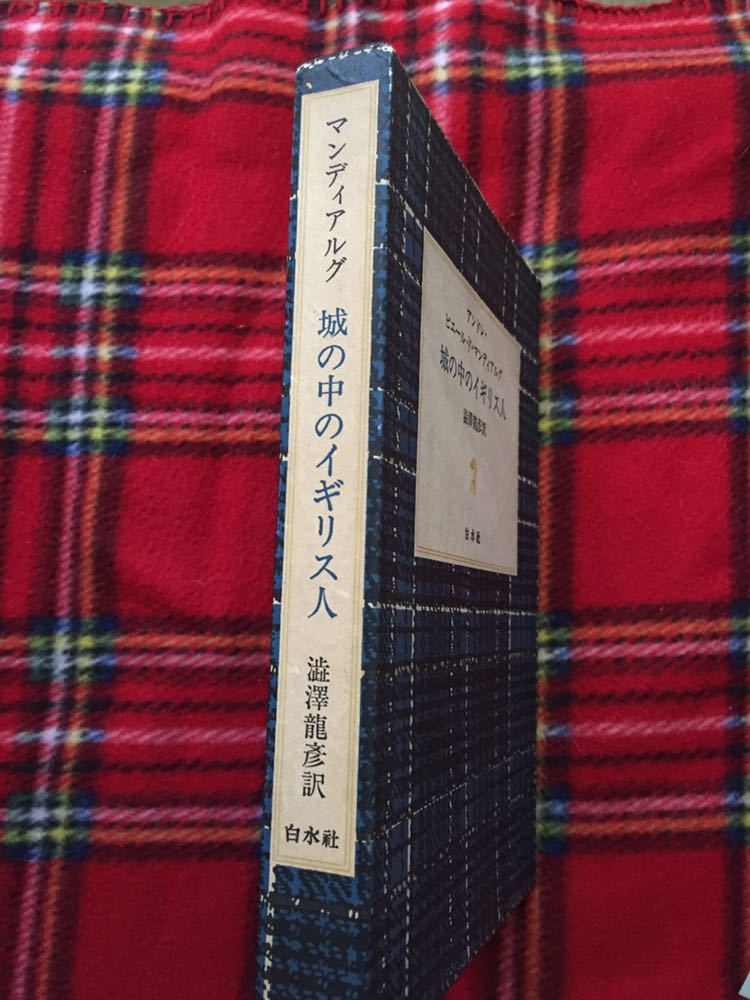 マンディアルグ
城の中のイギリス人
澁澤龍彥訳
白水社
アンドレ・
ピエール・ド・マンディアルグ
城の中のイギリス人
澁澤龍彥訳
白水社